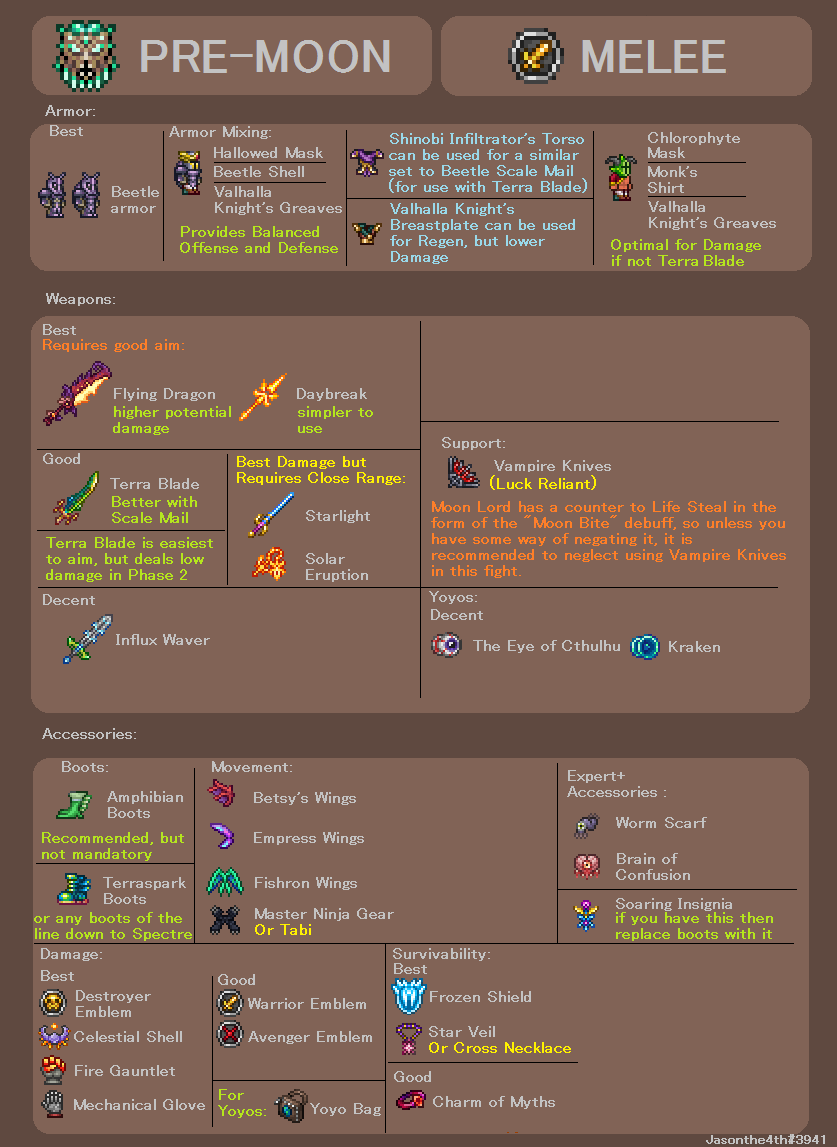 PRE-MOON
MELEE
Armor:
Best
Beetle
armor
Armor Mixing:
Hallowed Mask
Beetle Shell
Valhalla
Knight's Greaves
Provides Balanced
Offense and Defense
Shinobi Infiltrator's Torso
can be used for a similar
set to Beetle Scale Mail
(for use with Terra Blade)
Valhalla Knight's
Breastplate can be used
for Regen, but lower
Damage
Chlorophyte
Mask
Monk's
Shirt
Valhalla
Knight's Greaves
Optimal for Damage
if not Terra Blade
Weapons:
Best
Requires good aim:
Flying Dragon
higher potential
damage
Daybreak
simpler to
use
Good
Terra Blade
Better with
Scale Mail
Terra Blade is easiest
to aim, but deals low
damage in Phase 2
Best Damage but
Requires Close Range:
Starlight
Solar
Eruption
Support:
Vampire Knives
(Luck Reliant)
Moon Lord has a counter to Life Steal in the
form of the "Moon Bite" debuff, so unless you
have some way of negating it, it is
recommended to neglect using Vampire Knives
in this fight.
Decent
Influx Waver
Yoyos:
Decent
The Eye of Cthulhu
Kraken
Accessories:
Boots:
Amphibian
Boots
Recommended, but
not mandatory
Terraspark
Boots
or any boots of the
line down to Spectre
Movement:
Betsy's Wings
Empress Wings
Fishron Wings
Master Ninja Gear
Or Tabi
Expert+
Accessories :
Worm Scarf
Brain of
Confusion
Soaring Insignia
if you have this then
replace boots with it
Damage:
Best
Destroyer
Emblem
Celestial Shell
Fire Gauntlet
Mechanical Glove
Good
Warrior Emblem
Avenger Emblem
For
Yoyos:
Yoyo Bag
Survivability:
Best
Frozen Shield
Star Veil
Or Cross Necklace
Good
Charm of Myths
Jasonthe4th#3941